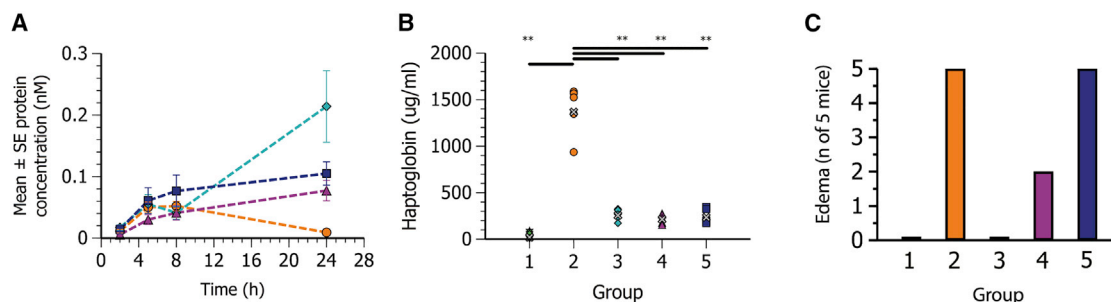 A
Mean ± SE protein
concentration (nM)
0.3
0.2
0.1
0
0 4 8 12 16 20 24 28
Time (h)
B
Haptoglobin (ug/ml)
** ** ** **
2000
1500
1000
500
0
1 2 3 4 5
Group
C
Edema (n of 5 mice)
5
4
3
2
1
0
1 2 3 4 5
Group